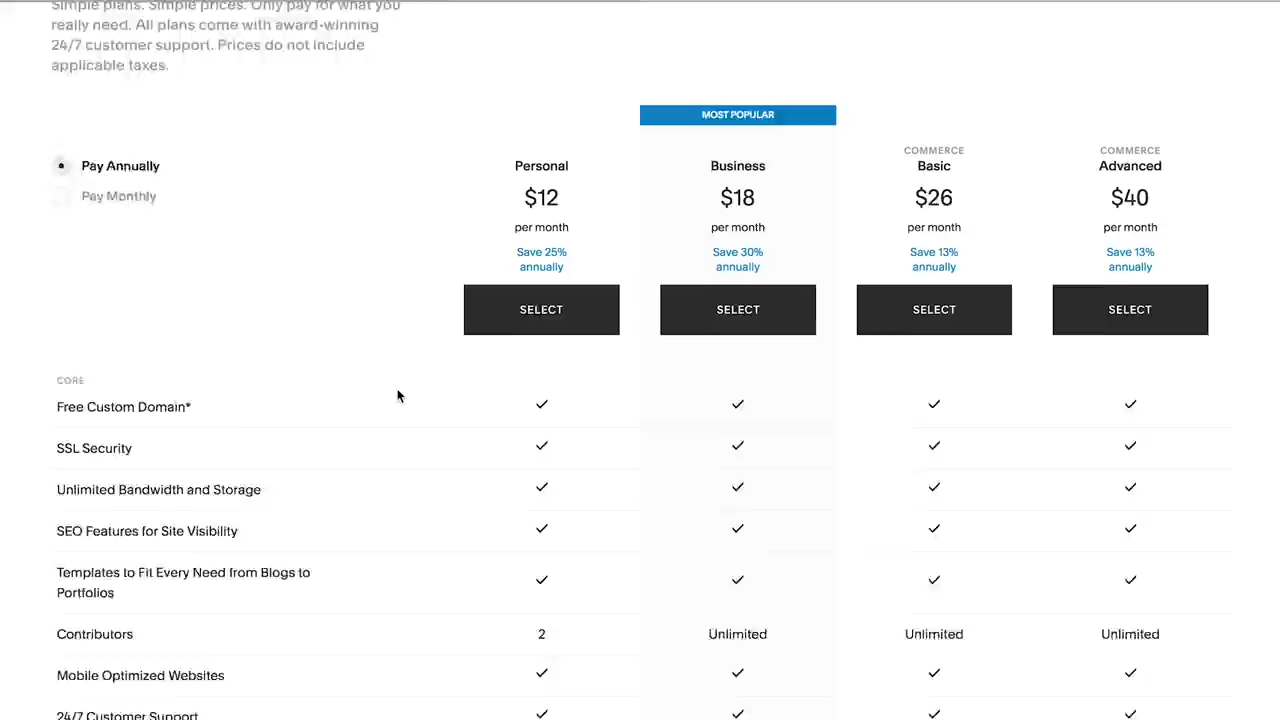 Simple plans. Simple prices. Only pay for what you
really need. All plans come with award-winning
24/7 customer support. Prices do not include
applicable taxes.
MOST POPULAR
Pay Annually
Pay Monthly
Personal
$12
per month
Save 25%
annually
SELECT
Business
$18
per month
Save 30%
annually
SELECT
COMMERCE
Basic
$26
per month
Save 13%
annually
SELECT
COMMERCE
Advanced
$40
per month
Save 13%
annually
SELECT
CORE
Free Custom Domain*
SSL Security
Unlimited Bandwidth and Storage
SEO Features for Site Visibility
Templates to Fit Every Need from Blogs to
Portfolios
Contributors 2 Unlimited Unlimited Unlimited
Mobile Optimized Websites
24/7 Customer Support